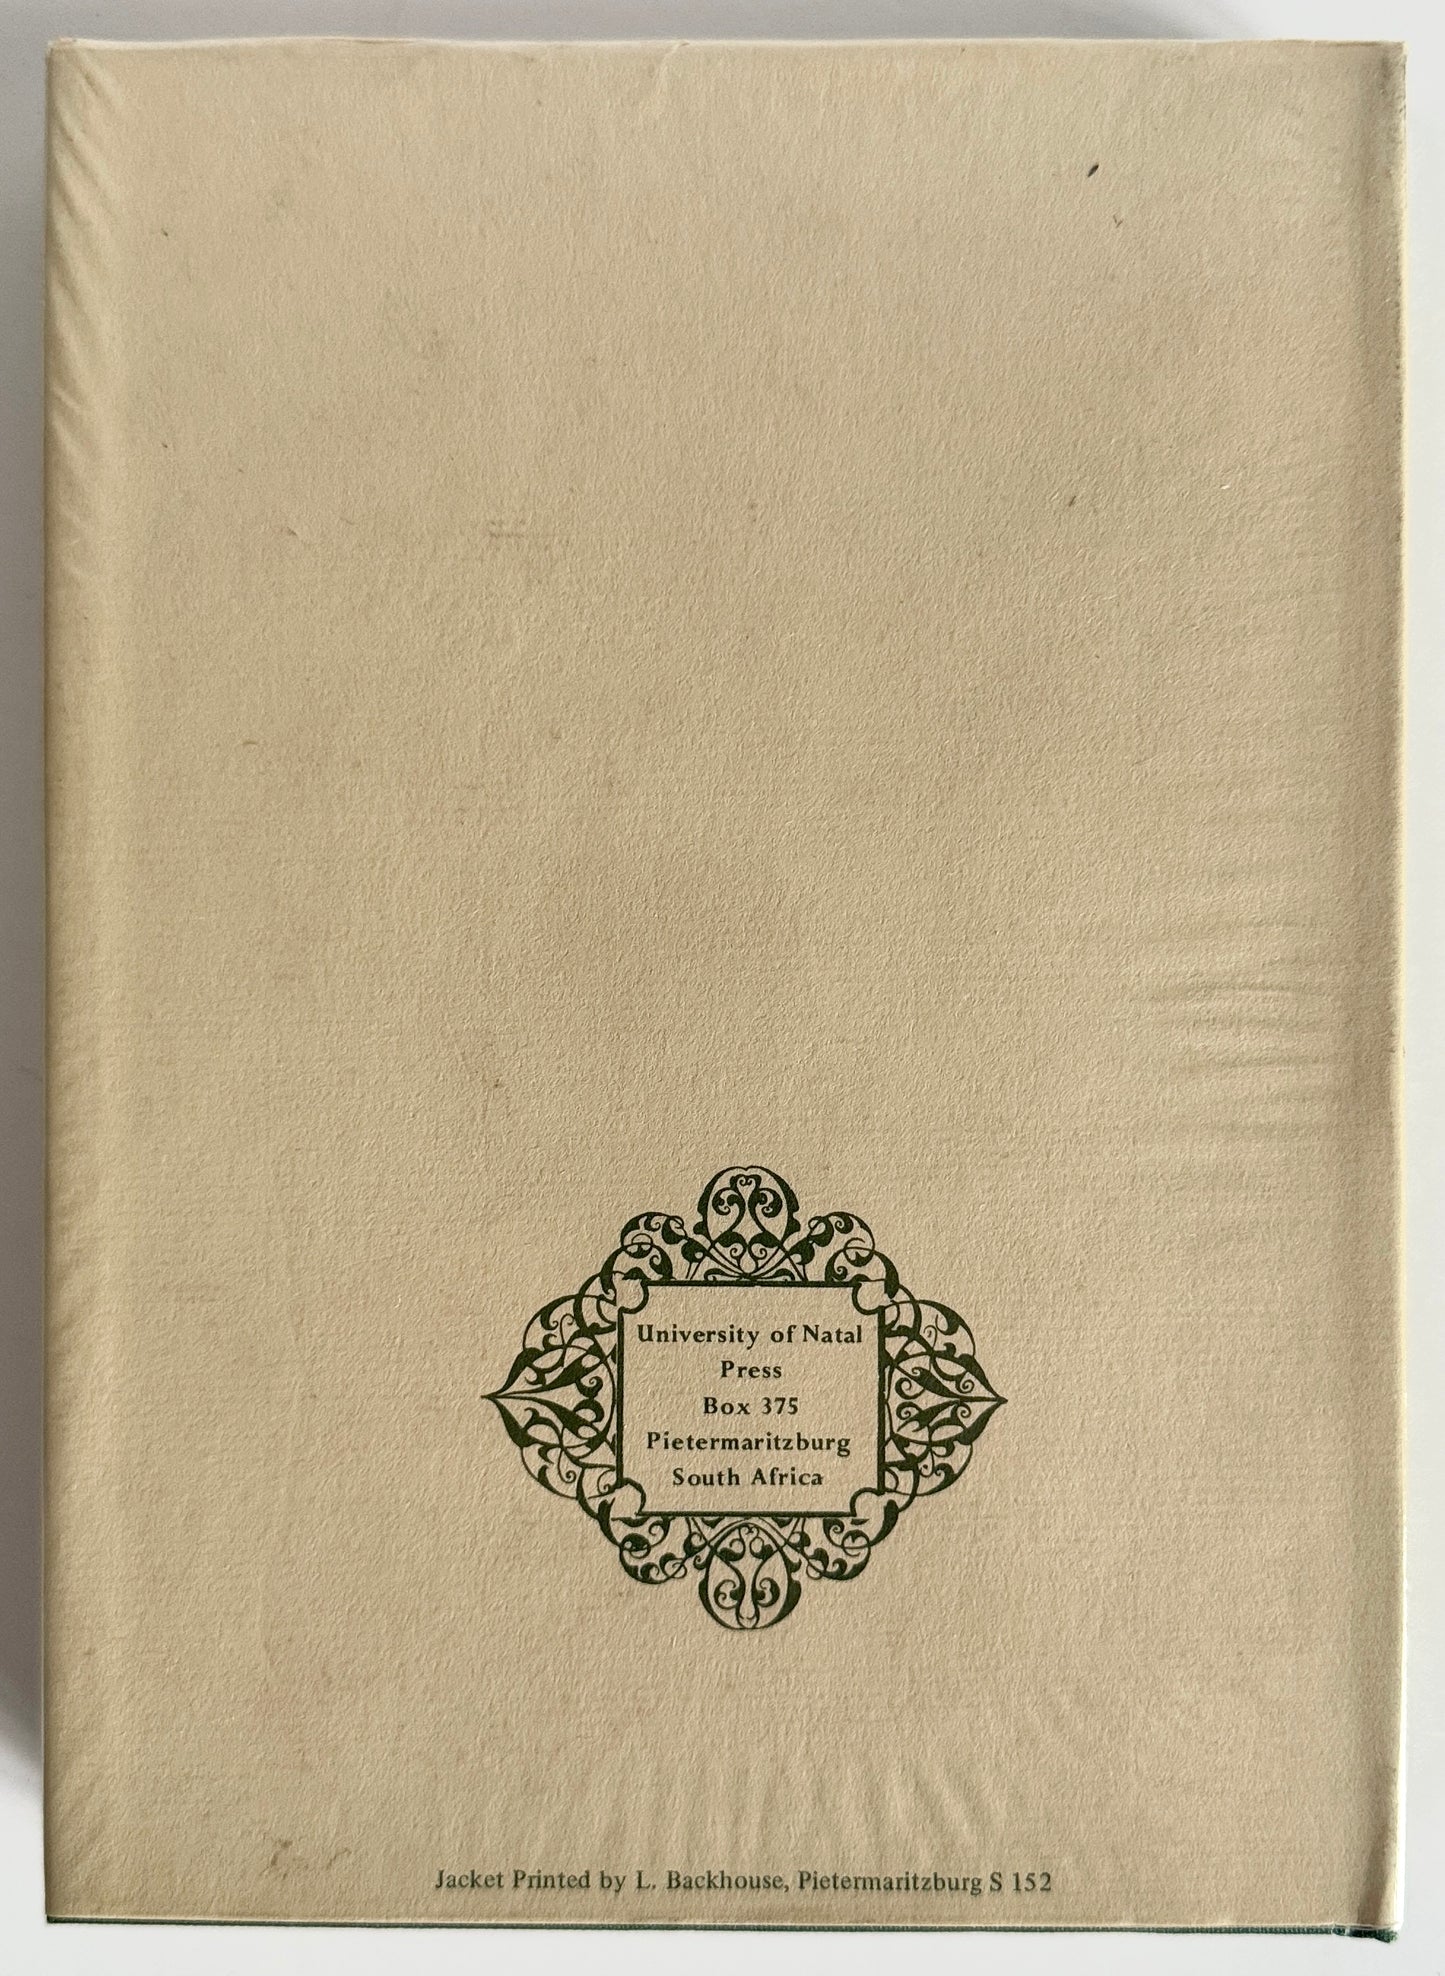 University of Natal
Press
Box 375
Pietermaritzburg
South Africa
Jacket Printed by L. Backhouse, Pietermaritzburg S 152